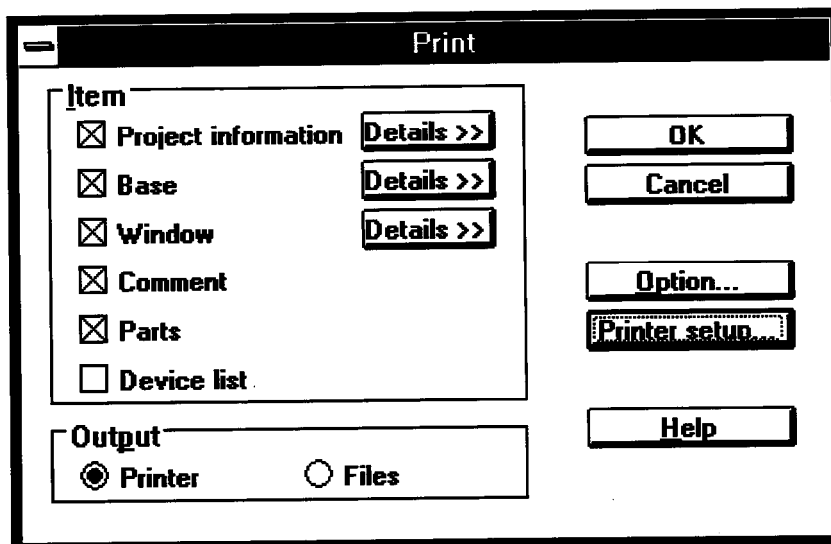 Print
Item
Project information Details >>
Base Details >>
Window Details >>
Comment
Parts
Device list
OK
Cancel
Option...
Printer setup...
Help
Output
Printer Files